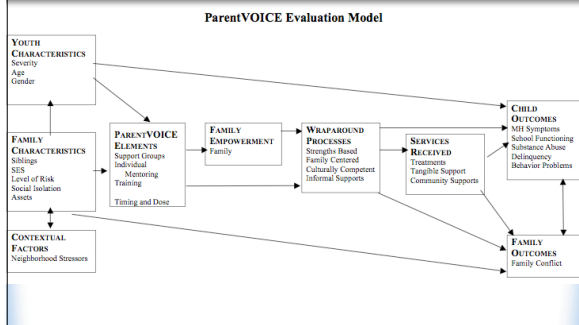 ParentVOICE Evaluation Model
YOUTH
CHARACTERISTICS
Severity
Age
Gender
FAMILY
CHARACTERISTICS
Siblings
SES
Level of Risk
Social Isolation
Assets
CONTEXTUAL
FACTORS
Neighborhood Stressors
PARENTVOICE
ELEMENTS
Support Groups
Individual
Mentoring
Training
Timing and Dose
FAMILY
EMPOWERMENT
Family
WRAPAROUND
PROCESSES
Strengths Based
Family Centered
Culturally Competent
Informal Supports
SERVICES
RECEIVED
Treatments
Tangible Support
Community Supports
CHILD
OUTCOMES
MH Symptoms
School Functioning
Substance Abuse
Delinquency
Behavior Problems
FAMILY
OUTCOMES
Family Conflict